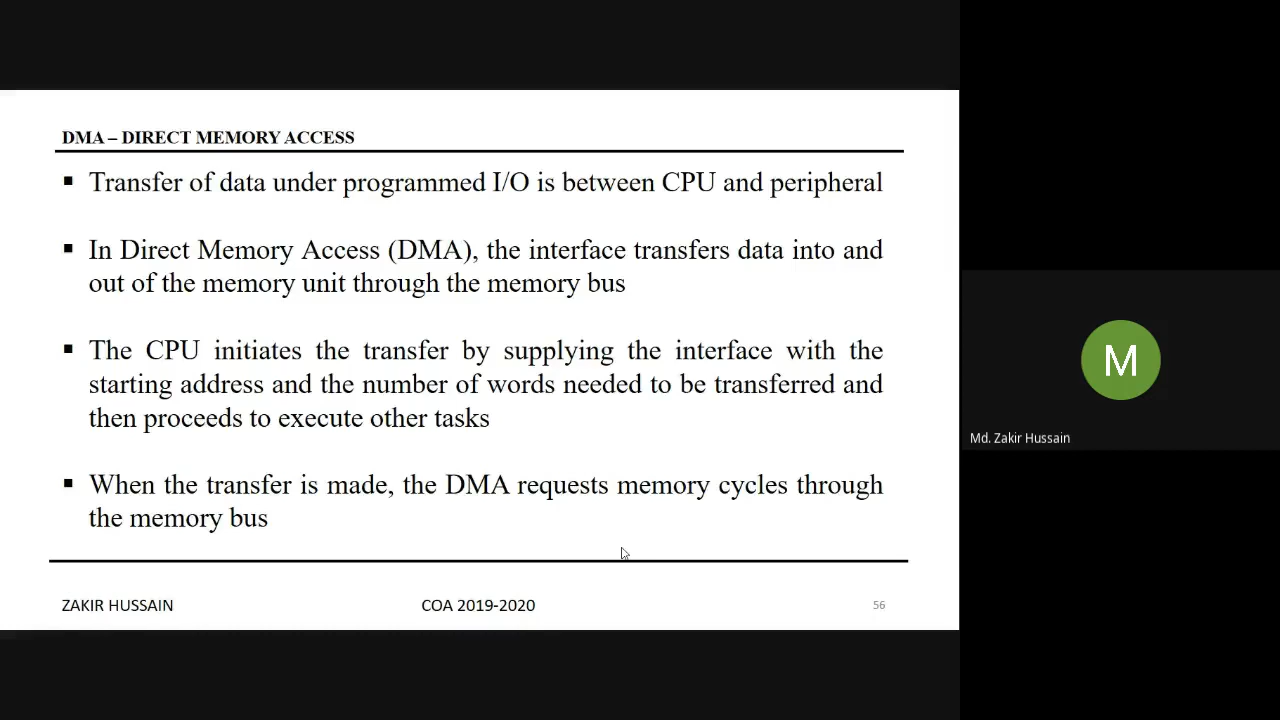 DMA – DIRECT MEMORY ACCESS
▪ Transfer of data under programmed I/O is between CPU and peripheral
▪ In Direct Memory Access (DMA), the interface transfers data into and
out of the memory unit through the memory bus
▪ The CPU initiates the transfer by supplying the interface with the
starting address and the number of words needed to be transferred and
then proceeds to execute other tasks
▪ When the transfer is made, the DMA requests memory cycles through
the memory bus
ZAKIR HUSSAIN
COA 2019-2020
56
M
Md. Zakir Hussain